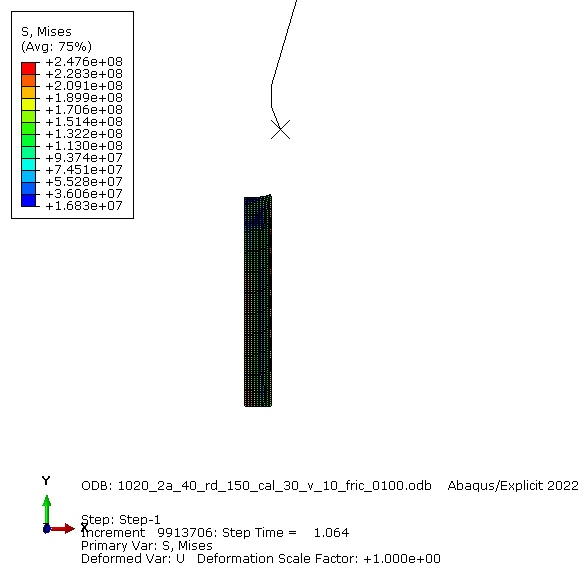 S, Mises
(Avg: 75%)
+2.476e+08
+2.283e+08
+2.091e+08
+1.899e+08
+1.706e+08
+1.514e+08
+1.322e+08
+1.130e+08
+9.374e+07
+7.451e+07
+5.528e+07
+3.606e+07
+1.683e+07
Y
ODB: 1020_2a_40_rd_150_cal_30_v_10_fric_0100.odb Abaqus/Explicit 2022
X
Step: Step-1
Increment 9913706: Step Time = 1.064
Primary Var: S, Mises
Deformed Var: U Deformation Scale Factor: +1.000e+00